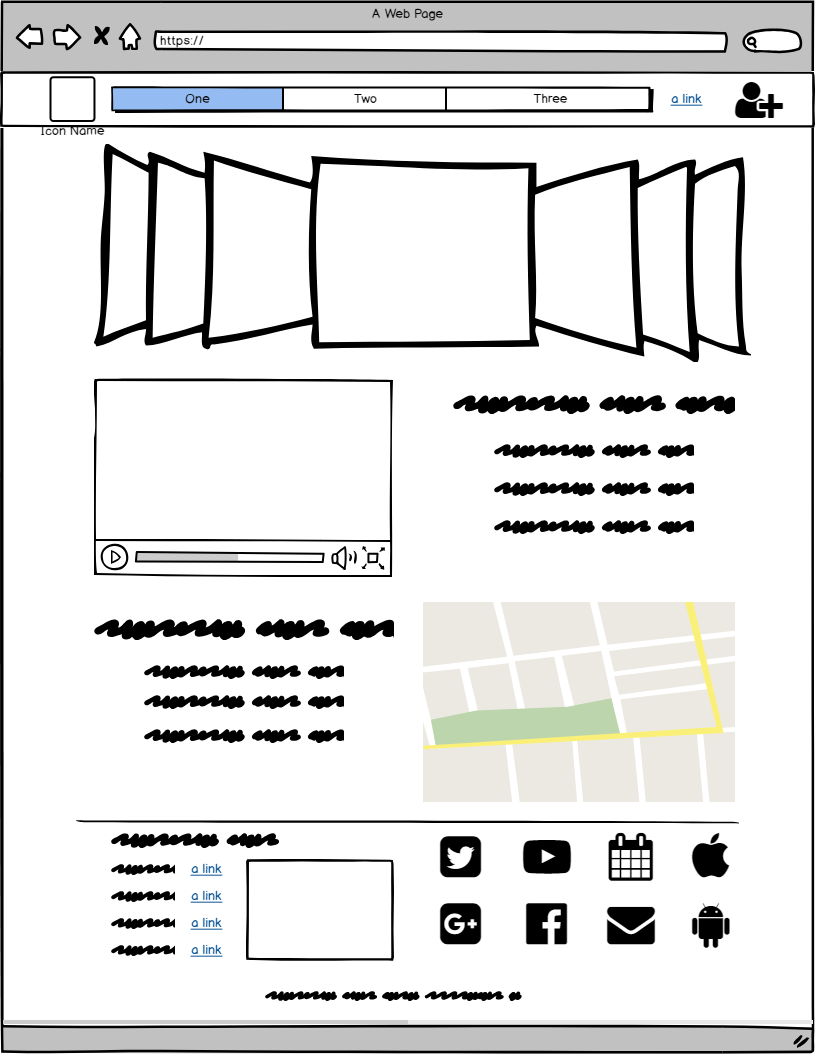 A Web Page
https://
One
Two
Three
a link
Icon Name
a link
a link
a link
a link
G+